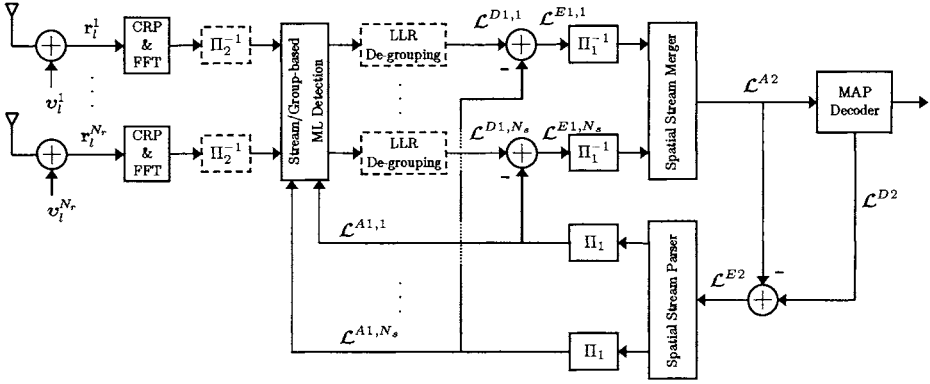 𝐫_l^1
CRP
&
FFT
Π_2^{-1}
υ_l^1
𝐫_l^{N_r}
CRP
&
FFT
Π_2^{-1}
υ_l^{N_r}
Stream/Group-based
ML Detection
LLR
De-grouping
LLR
De-grouping
ℒ^{D1,1}
ℒ^{E1,1}
-
Π_1^{-1}
ℒ^{D1,N_s}
ℒ^{E1,N_s}
-
Π_1^{-1}
Spatial Stream Merger
ℒ^{A2}
MAP
Decoder
ℒ^{D2}
ℒ^{A1,1}
Π_1
Spatial Stream Parser
ℒ^{E2}
-
ℒ^{A1,N_s}
Π_1